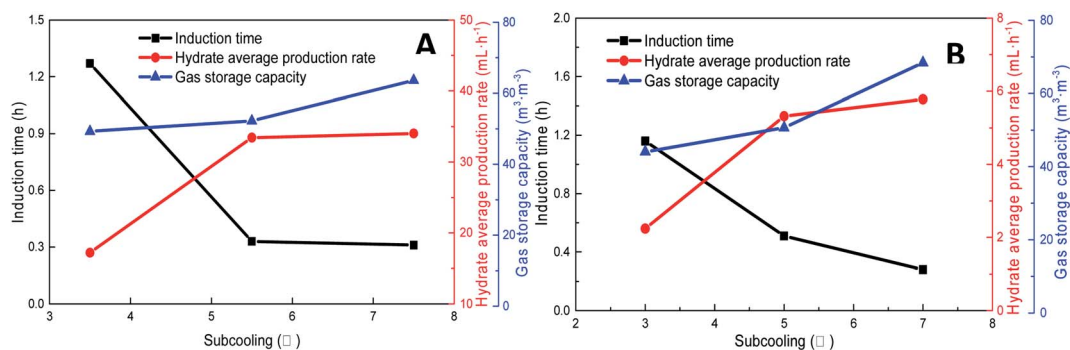 A
Induction time
Hydrate average production rate
Gas storage capacity
Induction time (h)
1.5
1.2
0.9
0.6
0.3
0.0
3
4
5
6
7
8
Subcooling (□)
50
40
30
20
10
Hydrate average production rate (mL·h⁻¹)
80
60
40
20
0
Gas storage capacity (m³·m⁻³)
B
Induction time
Hydrate average production rate
Gas storage capacity
Induction time (h)
2.0
1.6
1.2
0.8
0.4
0.0
2
3
4
5
6
7
8
Subcooling (□)
8
6
4
2
0
Hydrate average production rate (mL·h⁻¹)
80
60
40
20
0
Gas storage capacity (m³·m⁻³)